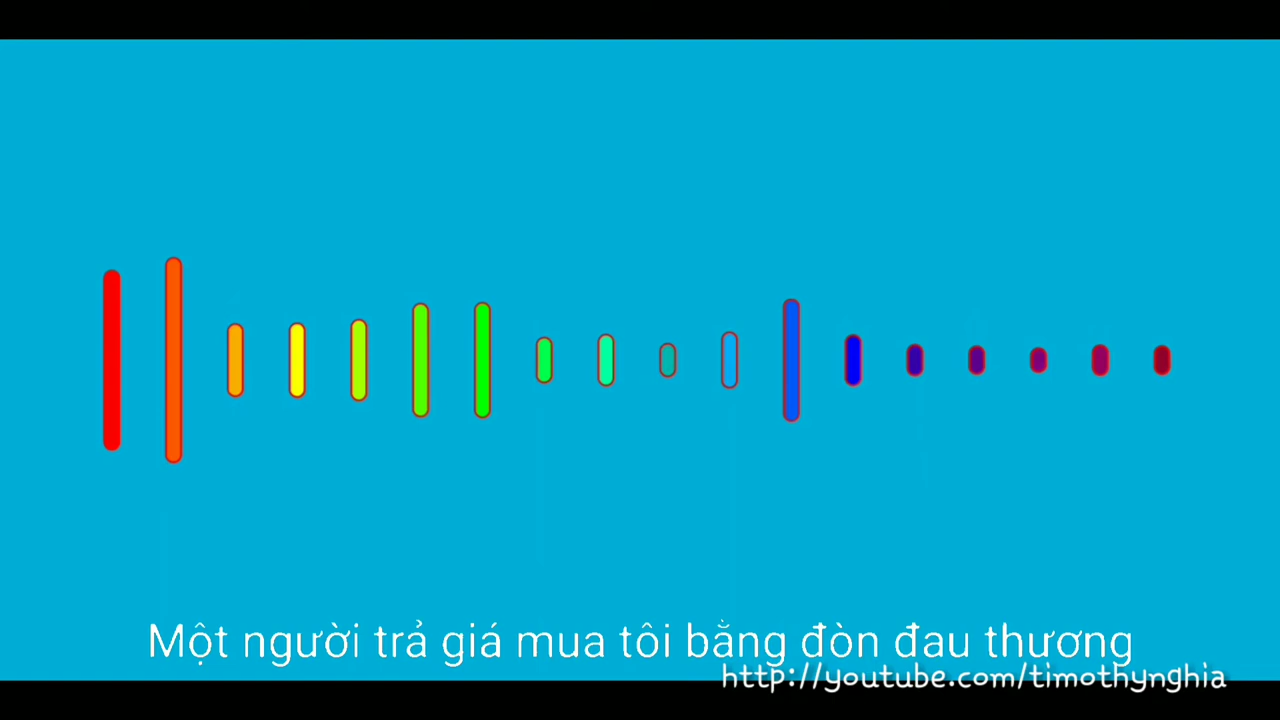 Một người trả giá mua tôi bằng đòn đau thương
http://youtube.com/timothynghia